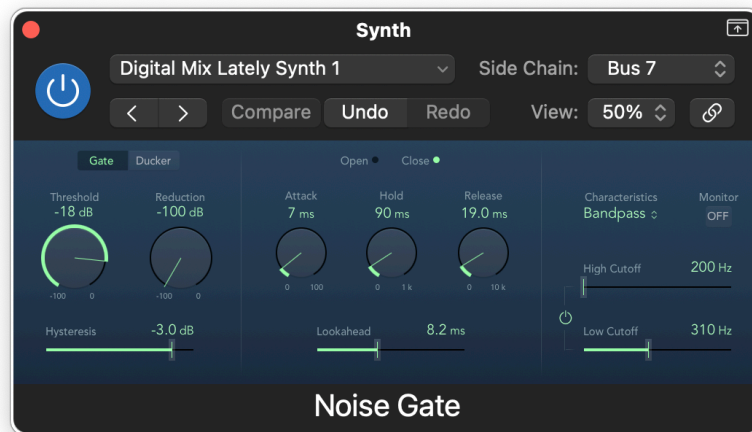 Synth
Digital Mix Lately Synth 1
Side Chain: Bus 7
Compare Undo Redo
View: 50%
Gate Ducker
Open Close
Threshold Reduction
-18 dB -100 dB
-100 0 -100 0
Hysteresis -3.0 dB
Attack Hold Release
7 ms 90 ms 19.0 ms
0 100 0 1 k 0 10 k
Lookahead 8.2 ms
Characteristics Monitor
Bandpass OFF
High Cutoff 200 Hz
Low Cutoff 310 Hz
Noise Gate